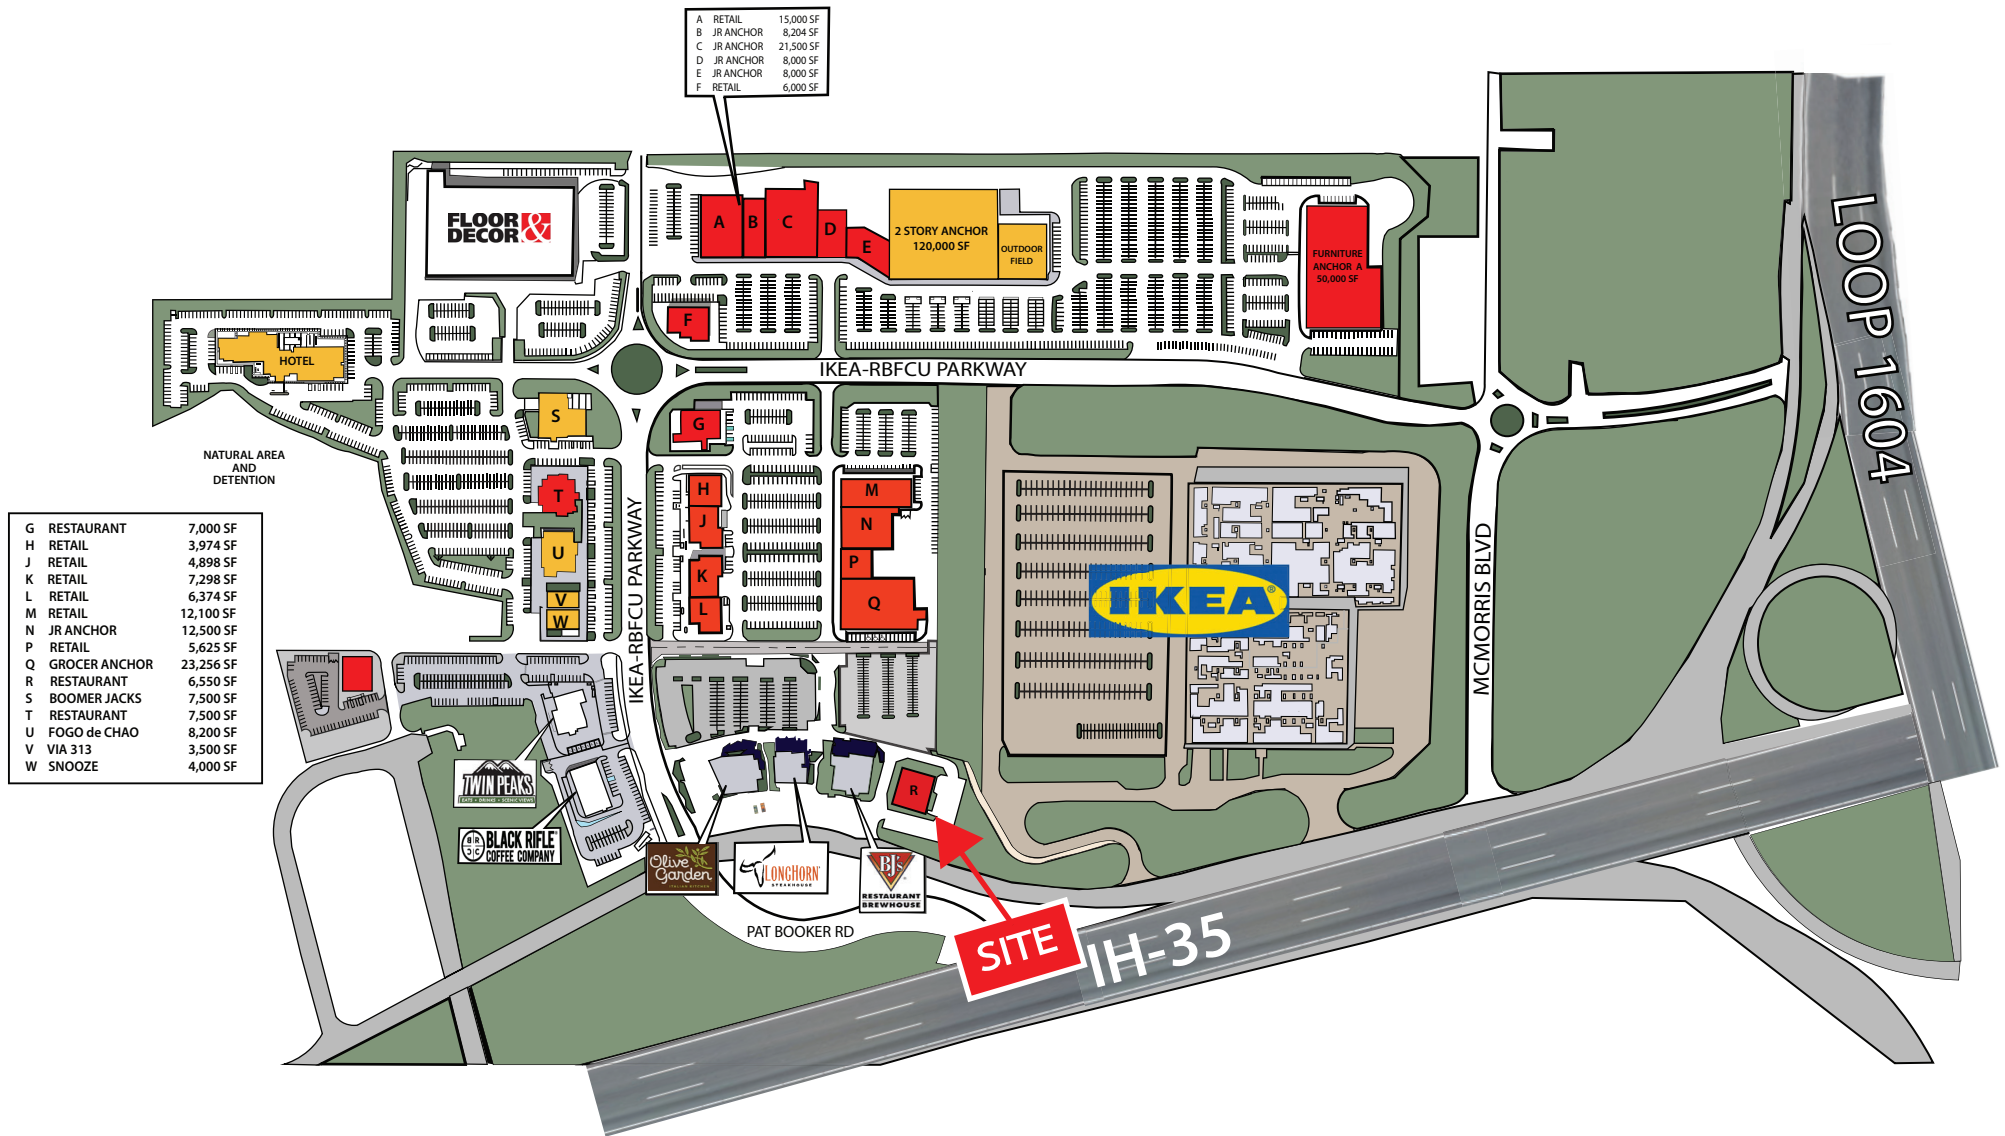 A RETAIL 15,000 SF
B JR ANCHOR 8,204 SF
C JR ANCHOR 21,500 SF
D JR ANCHOR 8,000 SF
E JR ANCHOR 8,000 SF
F RETAIL 6,000 SF
FLOOR &
DECOR
A
B
C
D
E
2 STORY ANCHOR
120,000 SF
OUTDOOR
FIELD
FURNITURE
ANCHOR A
50,000 SF
LOOP 1604
F
HOTEL
IKEA-RBFCU PARKWAY
S
G
NATURAL AREA
AND
DETENTION
T
H
J
M
N
U
K
P
V
W
L
Q
IKEA-RBFCU PARKWAY
IKEA®
MCMORRIS BLVD
G RESTAURANT 7,000 SF
H RETAIL 3,974 SF
J RETAIL 4,898 SF
K RETAIL 7,298 SF
L RETAIL 6,374 SF
M RETAIL 12,100 SF
N JR ANCHOR 12,500 SF
P RETAIL 5,625 SF
Q GROCER ANCHOR 23,256 SF
R RESTAURANT 6,550 SF
S BOOMER JACKS 7,500 SF
T RESTAURANT 7,500 SF
U FOGO de CHAO 8,200 SF
V VIA 313 3,500 SF
W SNOOZE 4,000 SF
TWIN PEAKS
EATS • DRINKS • SCENIC VIEWS
R
B R
C C
BLACK RIFLE
COFFEE COMPANY
Olive
Garden
ITALIAN KITCHEN
LONGHORN
STEAKHOUSE
BJ's
RESTAURANT
BREWHOUSE
PAT BOOKER RD
SITE
IH-35